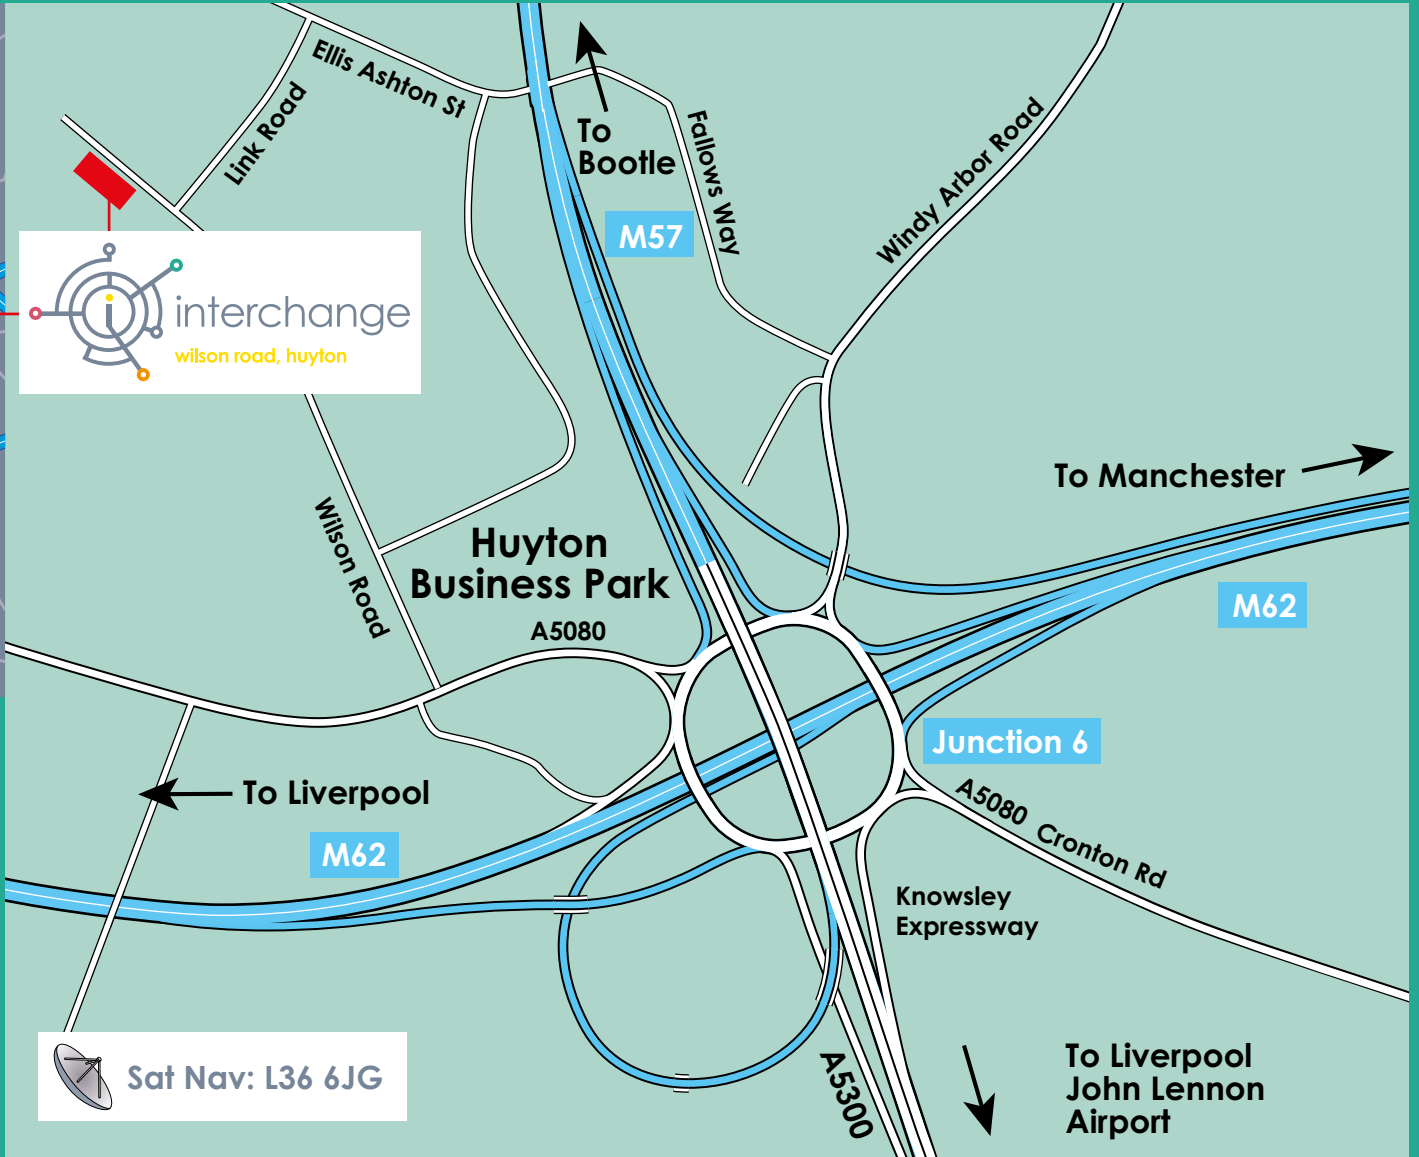 Ellis Ashton St
Link Road
To
Bootle
Fallows Way
Windy Arbor Road
M57
i
interchange
wilson road, huyton
To Manchester
Wilson Road
Huyton
Business Park
A5080
M62
Junction 6
To Liverpool
M62
A5080 Cronton Rd
Knowsley
Expressway
A5300
To Liverpool
John Lennon
Airport
Sat Nav: L36 6JG